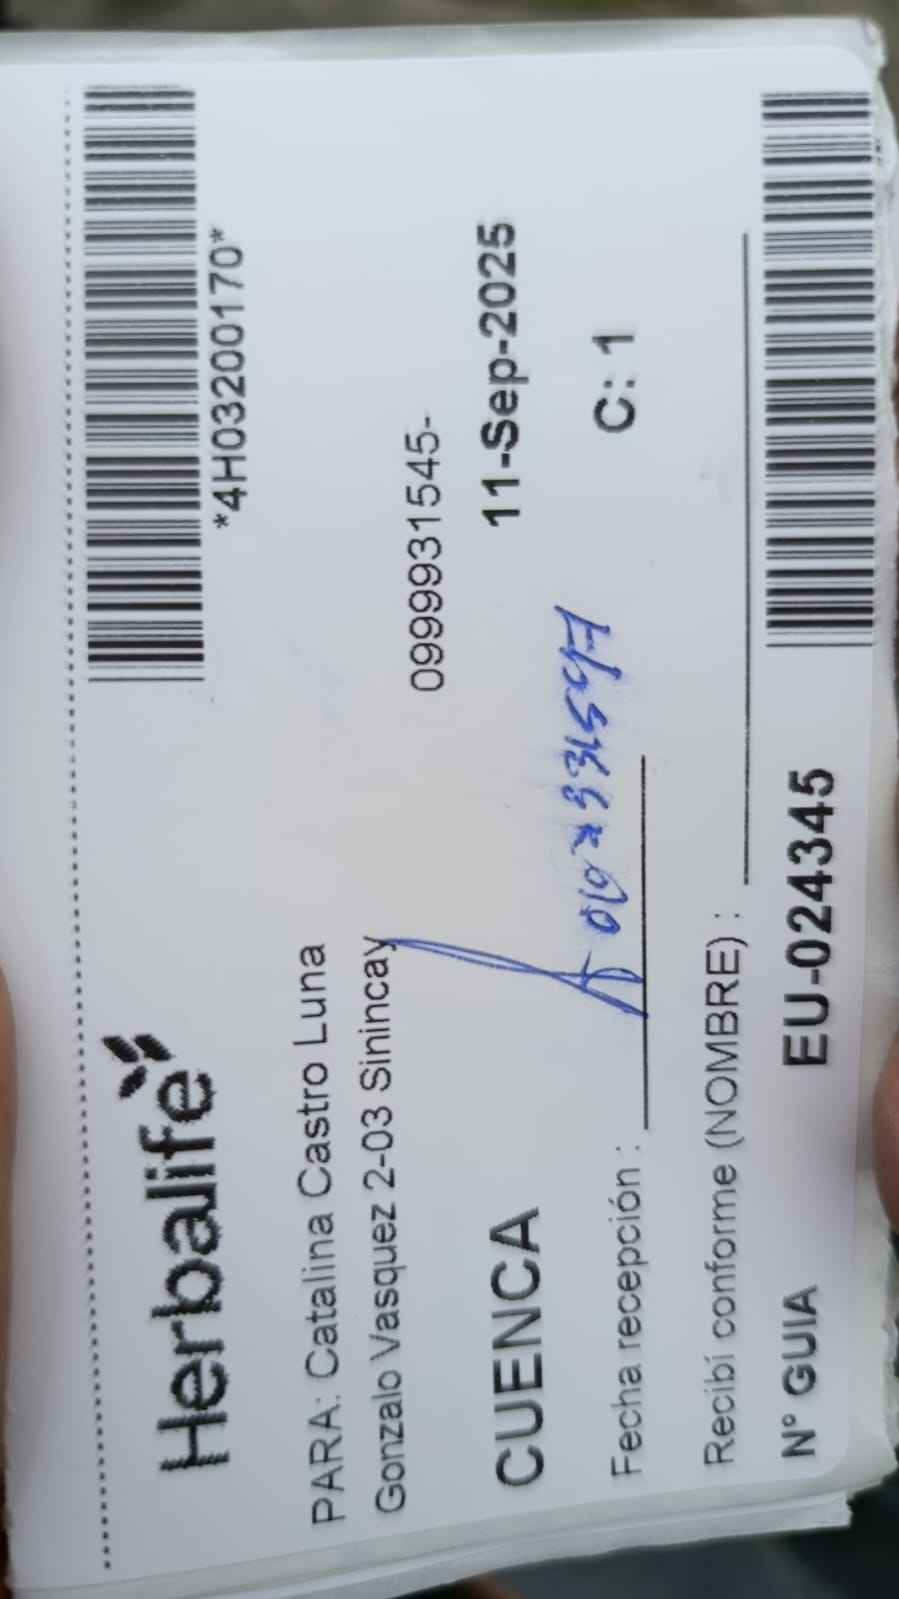 Herbalife
*4H03200170*
PARA: Catalina Castro Luna
Gonzalo Vasquez 2-03 Sinincay
0999931545-
CUENCA
11-Sep-2025
Fecha recepción :
C: 1
Recibí conforme (NOMBRE) :
N° GUIA
EU-024345